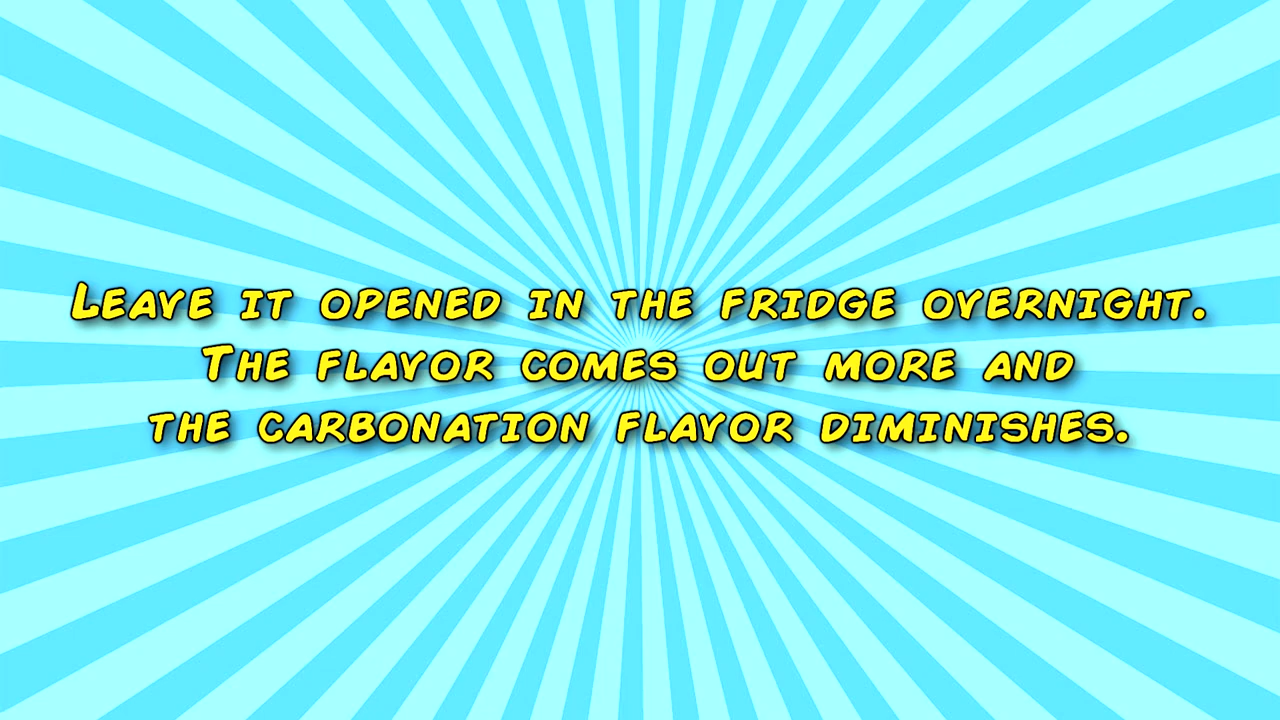 Leave it opened in the fridge overnight.
The flavor comes out more and
the carbonation flavor diminishes.